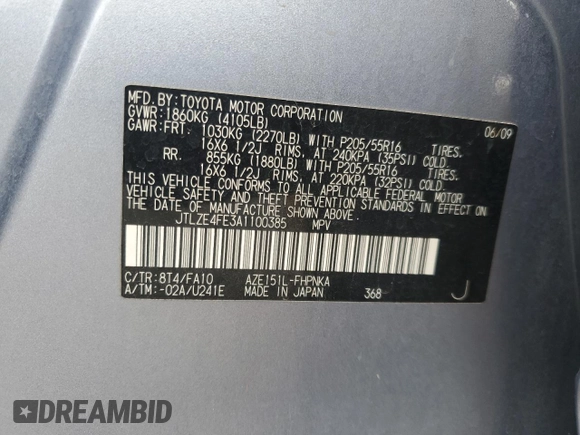 MFD. BY: TOYOTA MOTOR CORPORATION 06/09
GVWR: 1860KG (4105LB)
GAWR: FRT. 1030KG (2270LB) WITH P205/55R16 TIRES.
16X6 1/2J RIMS, AT 240KPA (35PSI) COLD.
RR. 855KG (1880LB) WITH P205/55R16 TIRES.
16X6 1/2J RIMS, AT 220KPA (32PSI) COLD.
THIS VEHICLE CONFORMS TO ALL APPLICABLE FEDERAL MOTOR
VEHICLE SAFETY AND THEFT PREVENTION STANDARDS IN EFFECT ON
THE DATE OF MANUFACTURE SHOWN ABOVE.
JTLZE4FE3A1100385 MPV
C/TR: 8T4/FA10 AZE151L-FHPNKA
A/TM: -02A/U241E MADE IN JAPAN 368 J
DREAMBID